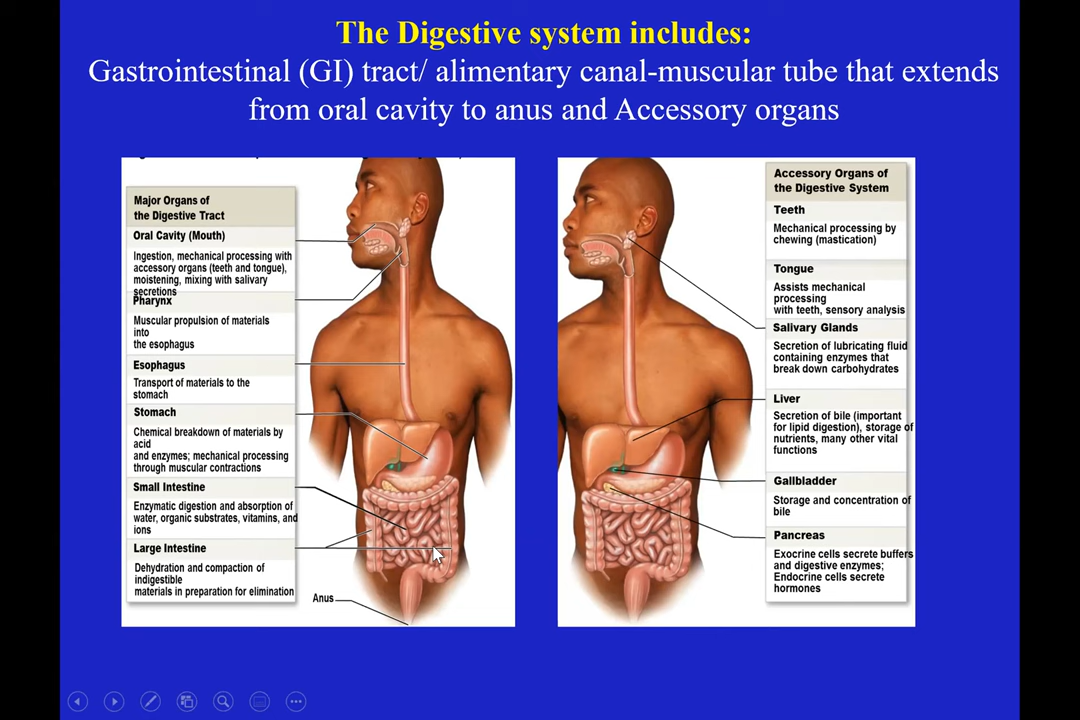 The Digestive system includes:
Gastrointestinal (GI) tract/ alimentary canal-muscular tube that extends
from oral cavity to anus and Accessory organs
Major Organs of
the Digestive Tract
Oral Cavity (Mouth)
Ingestion, mechanical processing with
accessory organs (teeth and tongue),
moistening, mixing with salivary
secretions
Pharynx
Muscular propulsion of materials
into
the esophagus
Esophagus
Transport of materials to the
stomach
Stomach
Chemical breakdown of materials by
acid
and enzymes; mechanical processing
through muscular contractions
Small Intestine
Enzymatic digestion and absorption of
water, organic substrates, vitamins, and
ions
Large Intestine
Dehydration and compaction of
indigestible
materials in preparation for elimination
Anus
Accessory Organs of
the Digestive System
Teeth
Mechanical processing by
chewing (mastication)
Tongue
Assists mechanical
processing
with teeth, sensory analysis
Salivary Glands
Secretion of lubricating fluid
containing enzymes that
break down carbohydrates
Liver
Secretion of bile (important
for lipid digestion), storage of
nutrients, many other vital
functions
Gallbladder
Storage and concentration of
bile
Pancreas
Exocrine cells secrete buffers
and digestive enzymes;
Endocrine cells secrete
hormones